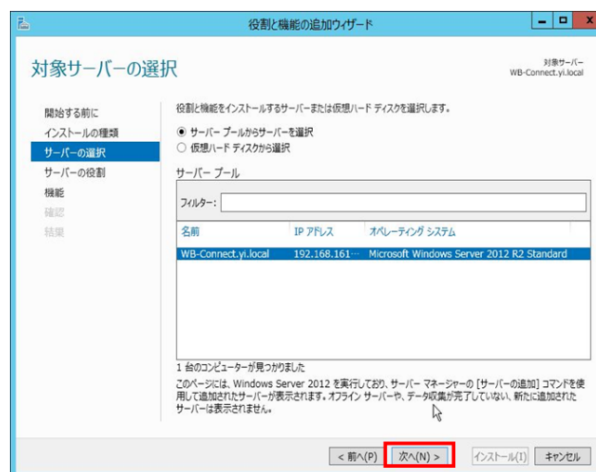 役割と機能の追加ウィザード
対象サーバーの選択
対象サーバー
WB-Connect.yi.local
開始する前に
インストールの種類
サーバーの選択
サーバーの役割
機能
確認
結果
役割と機能をインストールするサーバーまたは仮想ハード ディスクを選択します。
サーバー プールからサーバーを選択
仮想ハード ディスクから選択
サーバー プール
フィルター:
名前 IP アドレス オペレーティング システム
WB-Connect.yi.local 192.168.161… Microsoft Windows Server 2012 R2 Standard
1 台のコンピューターが見つかりました
このページには、Windows Server 2012 を実行しており、サーバー マネージャーの [サーバーの追加] コマンドを使
用して追加されたサーバーが表示されます。オフライン サーバーや、データ収集が完了していない、新たに追加された
サーバーは表示されません。
< 前へ(P) 次へ(N) > インストール(I) キャンセル